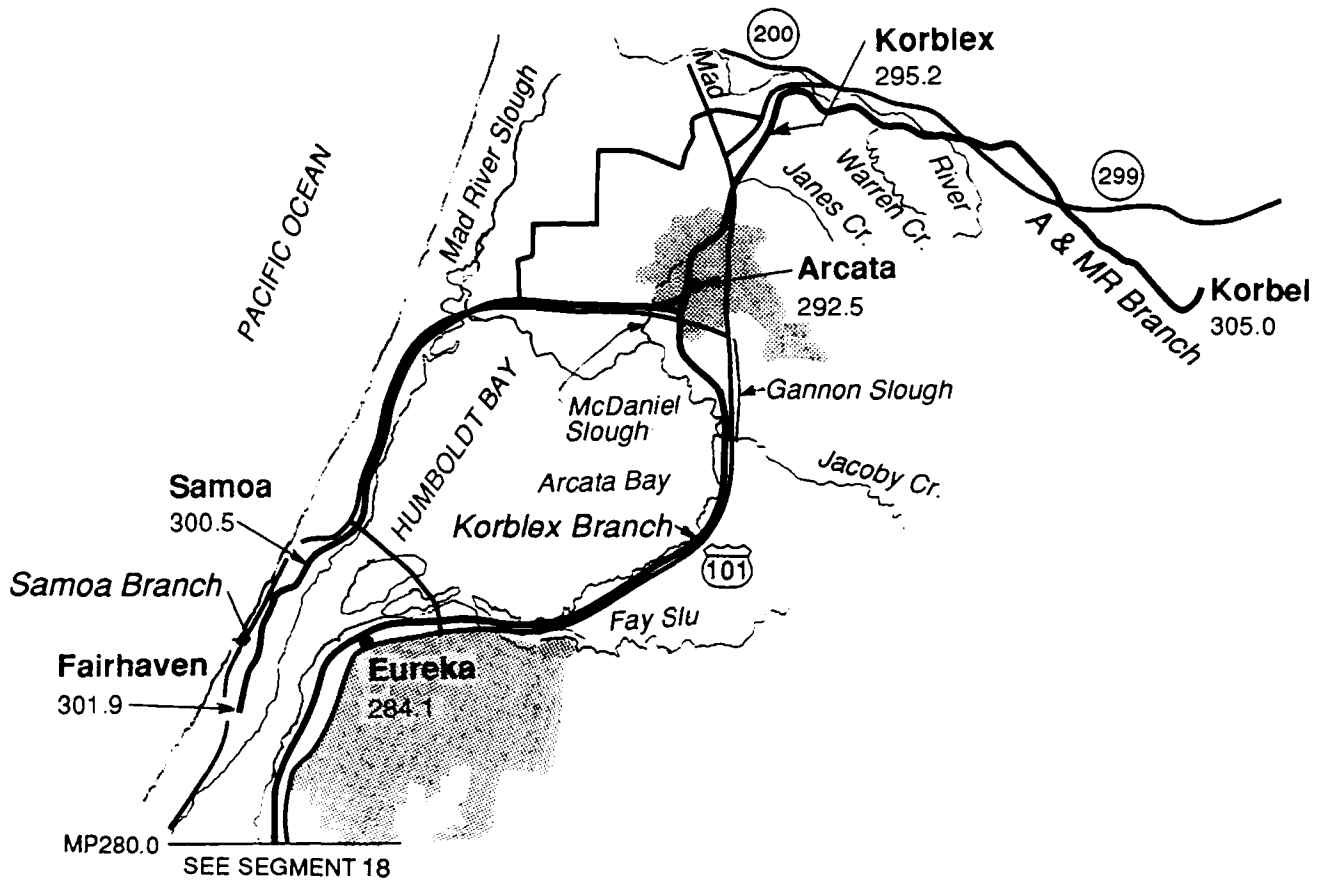 200
Korblex
295.2
Mad
Mad River Slough
PACIFIC OCEAN
Janes Cr.
Warren Cr.
River
299
A & MR Branch
Korbel
305.0
Arcata
292.5
McDaniel
Slough
Gannon Slough
HUMBOLDT BAY
Jacoby Cr.
Arcata Bay
Samoa
300.5
Korblex Branch
101
Samoa Branch
Fay Slu
Fairhaven
301.9
Eureka
284.1
MP280.0
SEE SEGMENT 18